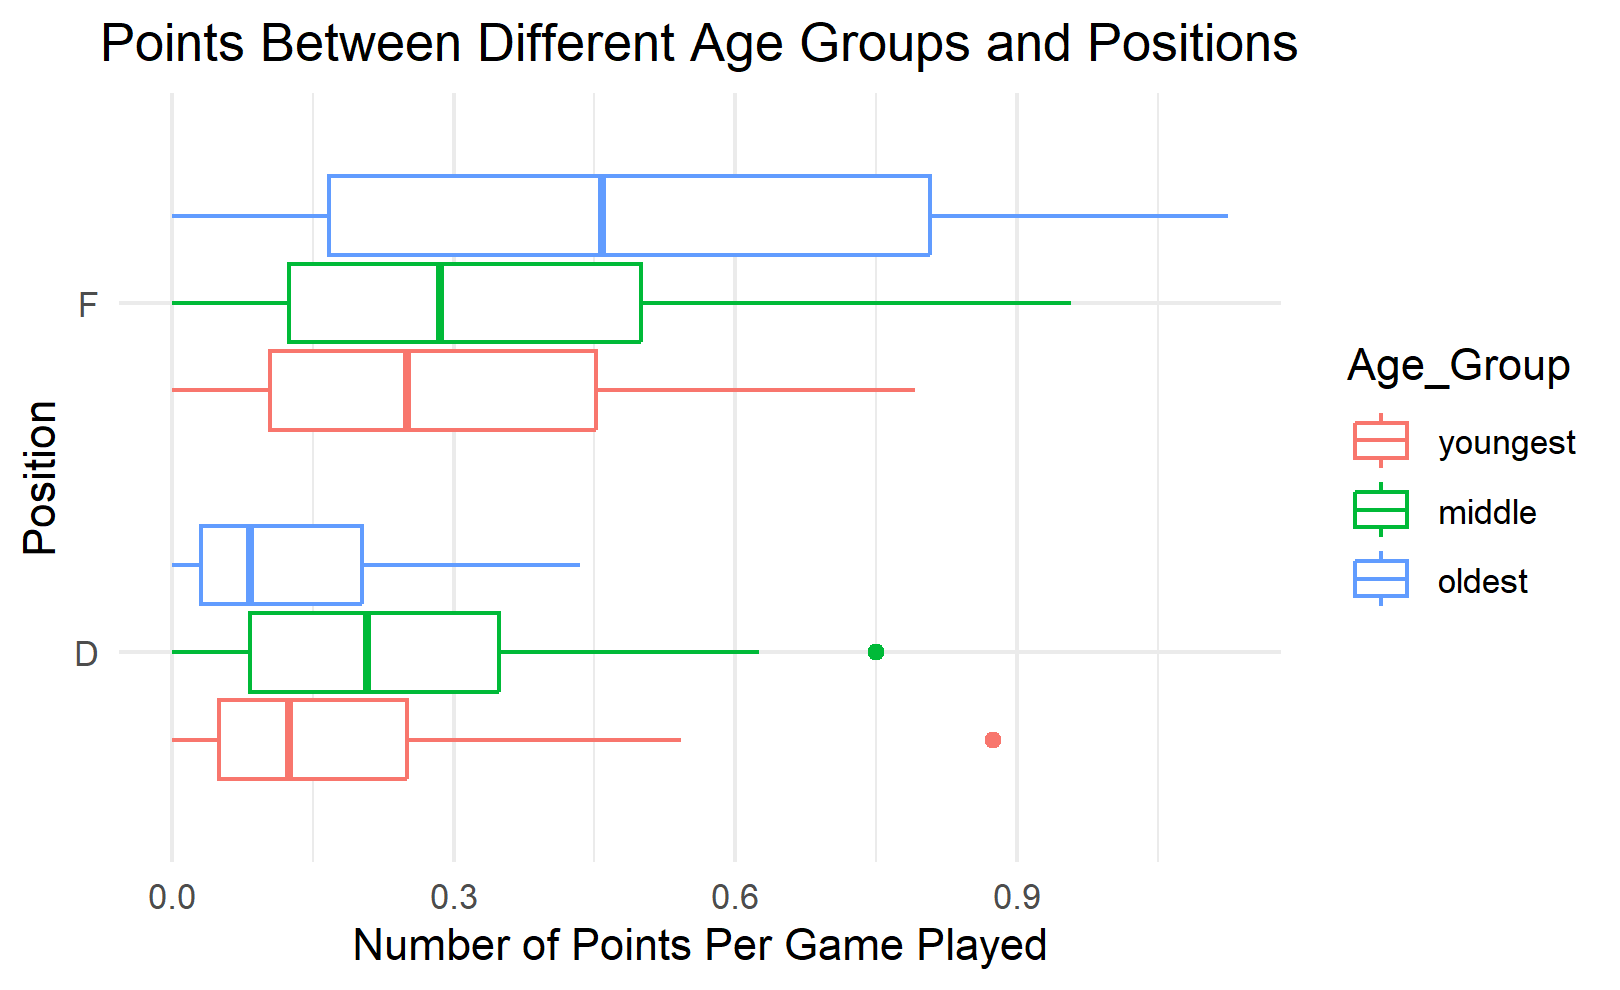 Points Between Different Age Groups and Positions
F
D
Position
0.0 0.3 0.6 0.9
Number of Points Per Game Played
Age_Group
youngest
middle
oldest